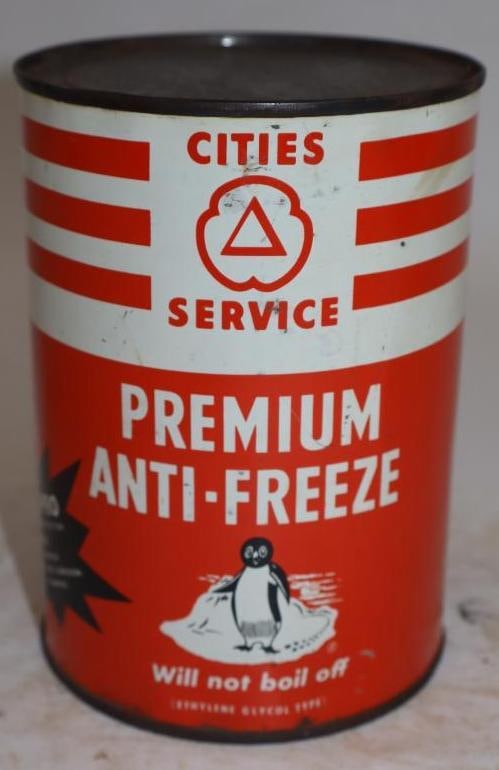 CITIES
SERVICE
PREMIUM
ANTI-FREEZE
Will not boil off
(ETHYLENE GLYCOL TYPE)